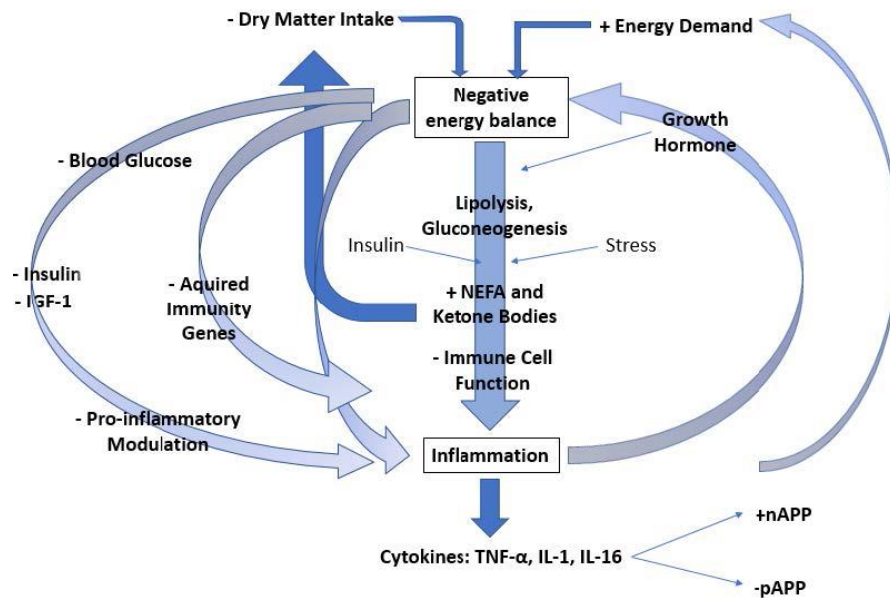 - Dry Matter Intake
+ Energy Demand
Negative
energy balance
Growth
Hormone
- Blood Glucose
Lipolysis,
Gluconeogenesis
Insulin
Stress
- Insulin
- IGF-1
- Aquired
Immunity
Genes
+ NEFA and
Ketone Bodies
- Immune Cell
Function
- Pro-inflammatory
Modulation
Inflammation
Cytokines: TNF-α, IL-1, IL-16
+nAPP
-pAPP